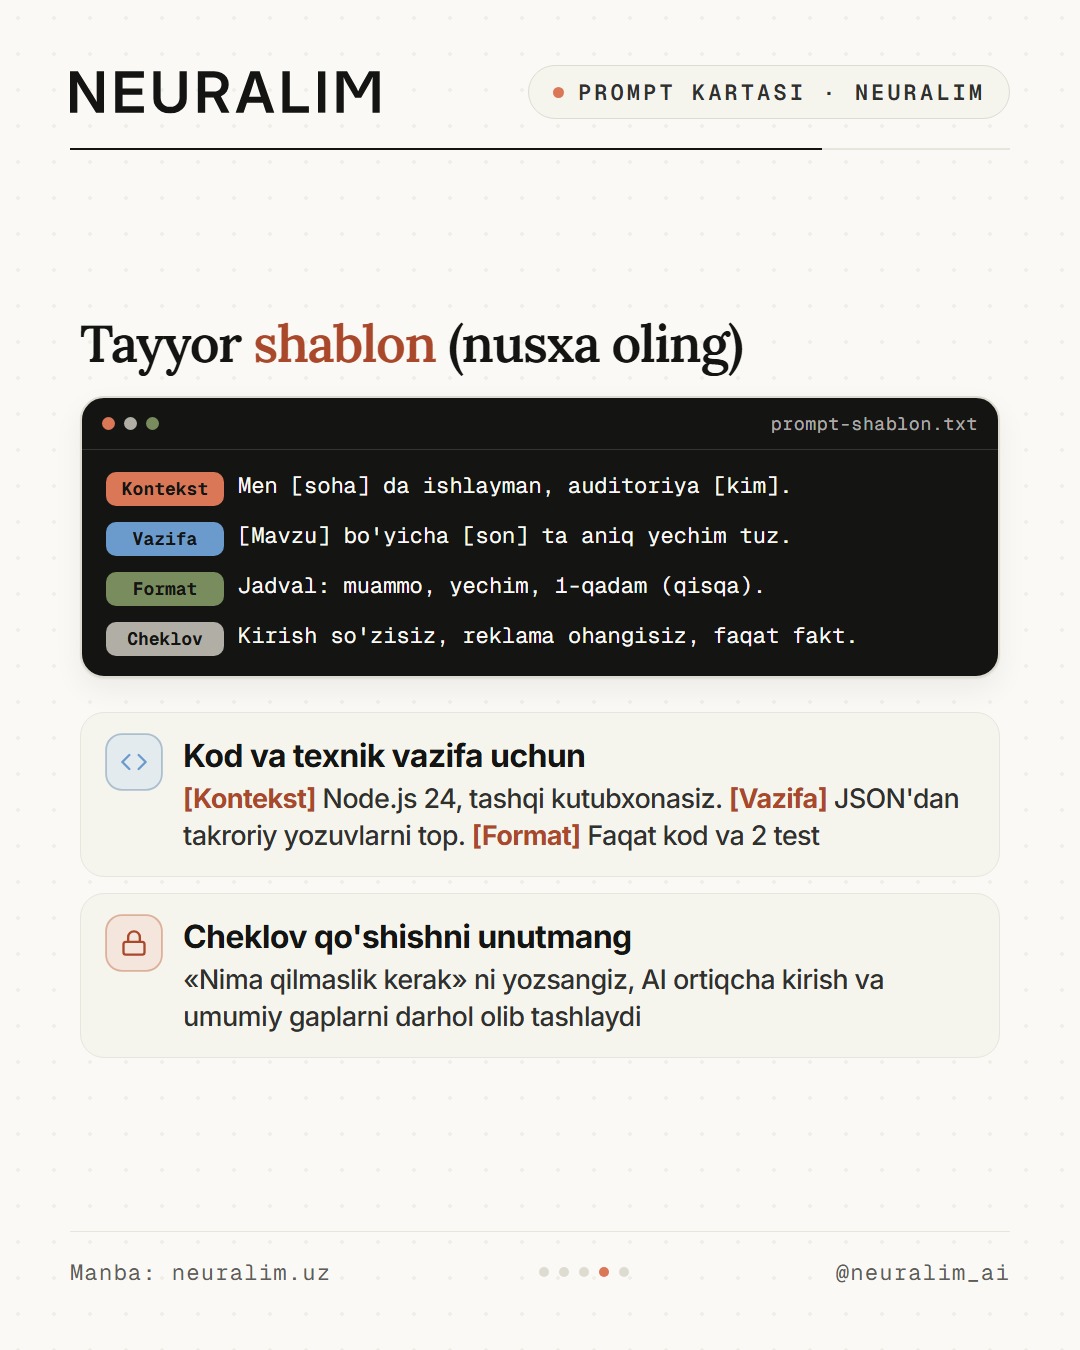 NEURALIM
PROMPT KARTASI · NEURALIM
Tayyor shablon (nusxa oling)
prompt-shablon.txt
Kontekst Men [soha] da ishlayman, auditoriya [kim].
Vazifa [Mavzu] bo'yicha [son] ta aniq yechim tuz.
Format Jadval: muammo, yechim, 1-qadam (qisqa).
Cheklov Kirish so'zisiz, reklama ohangisiz, faqat fakt.
Kod va texnik vazifa uchun
[Kontekst] Node.js 24, tashqi kutubxonasiz. [Vazifa] JSON'dan
takroriy yozuvlarni top. [Format] Faqat kod va 2 test
Cheklov qo'shishni unutmang
«Nima qilmaslik kerak» ni yozsangiz, AI ortiqcha kirish va
umumiy gaplarni darhol olib tashlaydi
Manba: neuralim.uz
@neuralim_ai